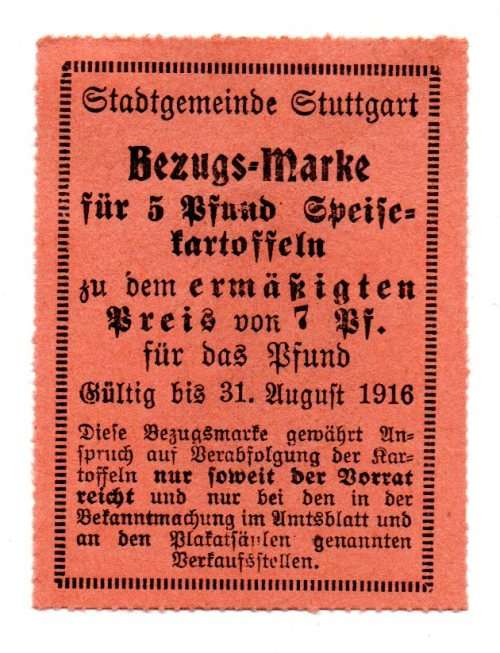 Stadtgemeinde Stuttgart
Bezugs-Marke
für 5 Pfund Speise-
kartoffeln
zu dem ermäßigten
Preis von 7 Pf.
für das Pfund
Gültig bis 31. August 1916
Diese Bezugsmarke gewährt An-
spruch auf Verabfolgung der Kar-
toffeln nur soweit der Vorrat
reicht und nur bei den in der
Bekanntmachung im Amtsblatt und
an den Plakatsäulen genannten
Verkaufsstellen.